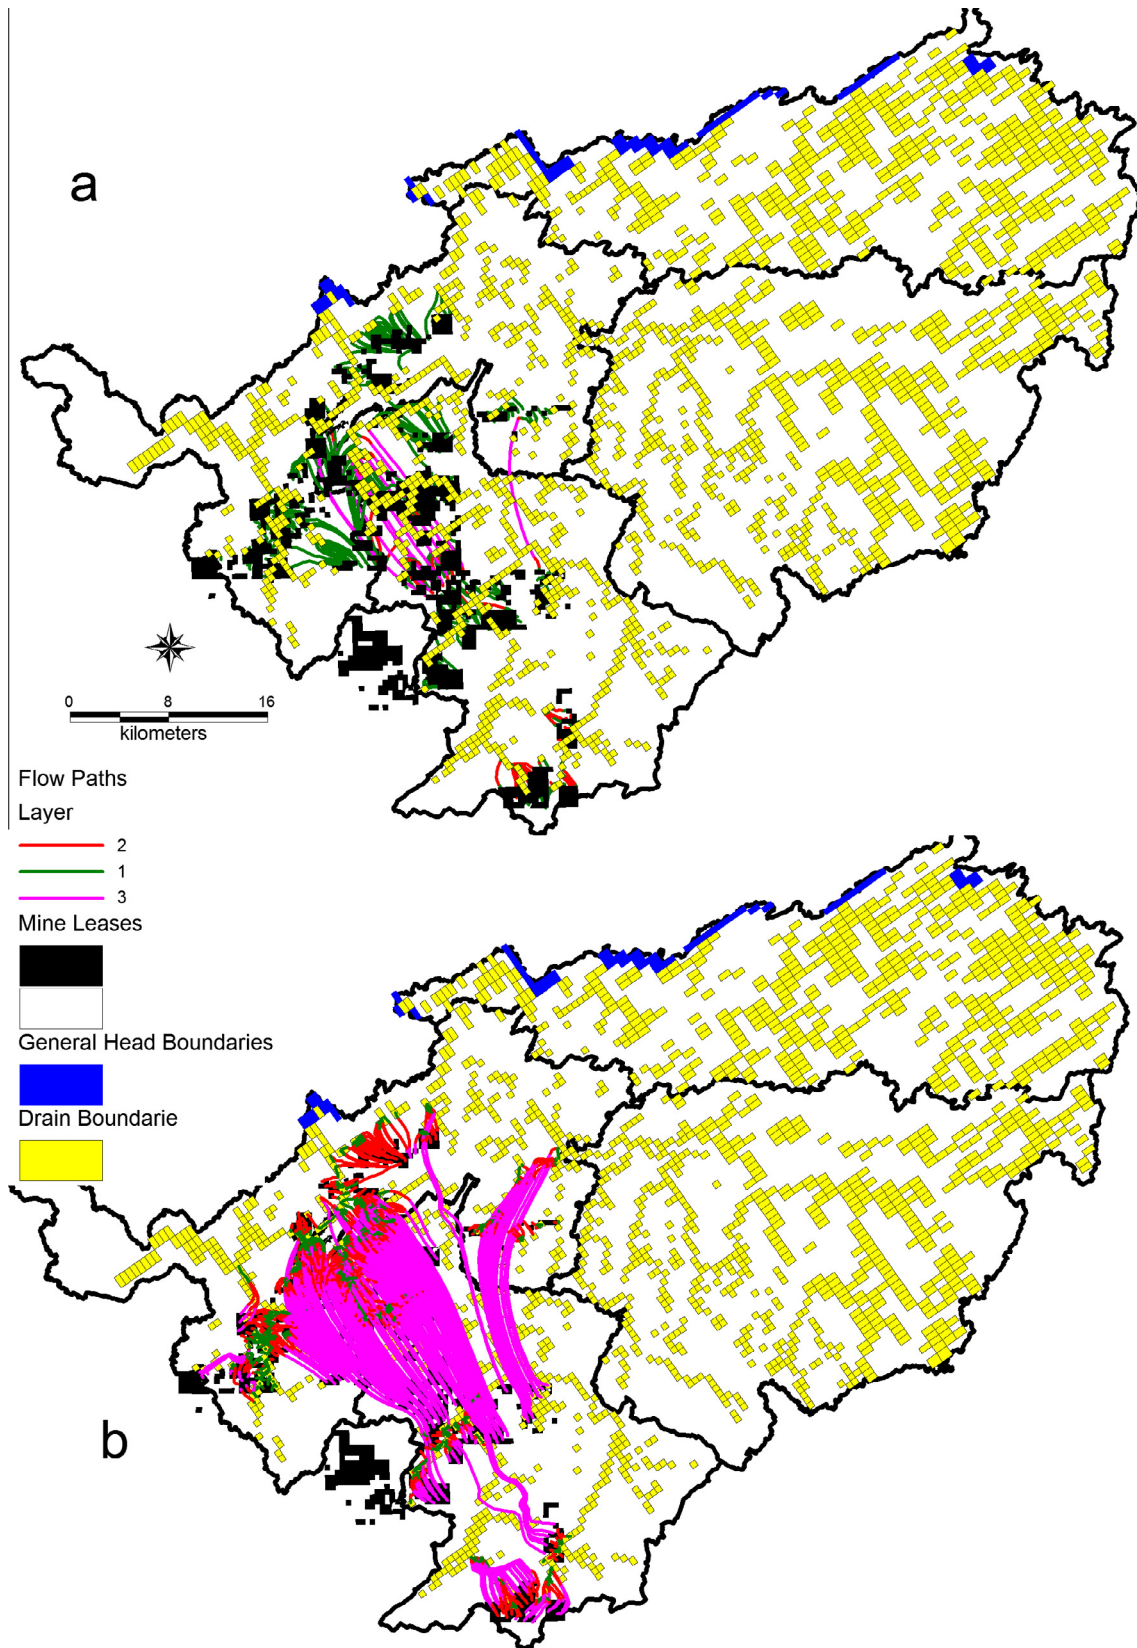 a
0 8 16
kilometers
Flow Paths
Layer
2
1
3
Mine Leases
General Head Boundaries
Drain Boundarie
b